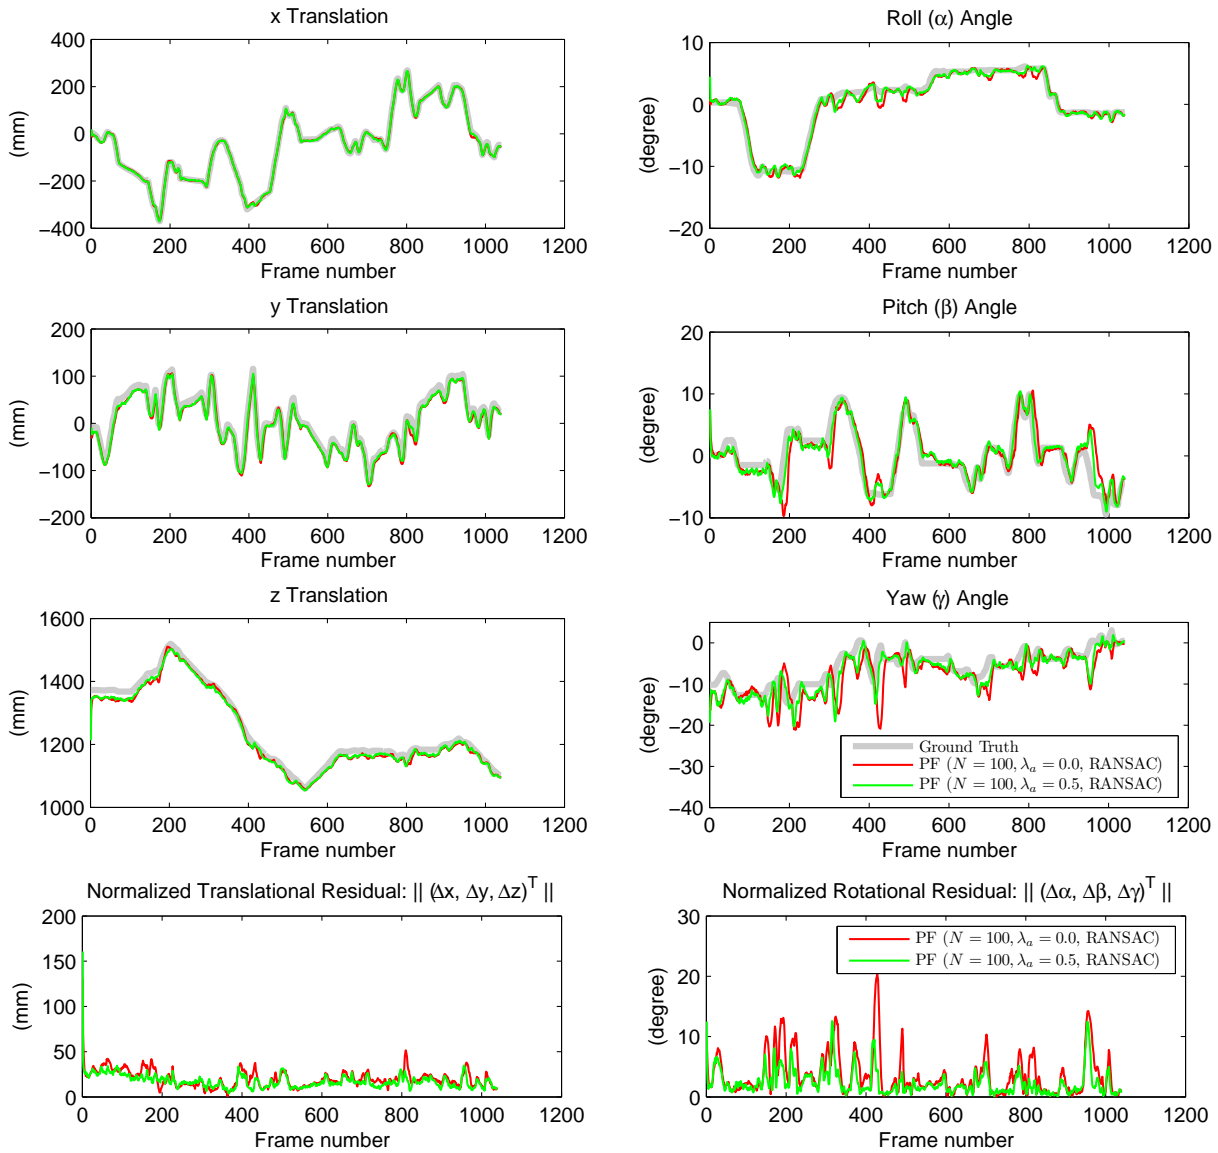 x Translation
400
200
0
−200
−400
(mm)
0 200 400 600 800 1000 1200
Frame number
Roll (α) Angle
10
0
−10
−20
(degree)
0 200 400 600 800 1000 1200
Frame number
y Translation
200
100
0
−100
−200
(mm)
0 200 400 600 800 1000 1200
Frame number
Pitch (β) Angle
20
10
0
−10
(degree)
0 200 400 600 800 1000 1200
Frame number
z Translation
1600
1400
1200
1000
(mm)
0 200 400 600 800 1000 1200
Frame number
Yaw (γ) Angle
0
−10
−20
−30
−40
(degree)
Ground Truth
PF (N = 100, λₐ = 0.0, RANSAC)
PF (N = 100, λₐ = 0.5, RANSAC)
0 200 400 600 800 1000 1200
Frame number
Normalized Translational Residual: || (Δx, Δy, Δz)ᵀ ||
200
150
100
50
0
(mm)
0 200 400 600 800 1000 1200
Frame number
Normalized Rotational Residual: || (Δα, Δβ, Δγ)ᵀ ||
30
20
10
0
(degree)
PF (N = 100, λₐ = 0.0, RANSAC)
PF (N = 100, λₐ = 0.5, RANSAC)
0 200 400 600 800 1000 1200
Frame number